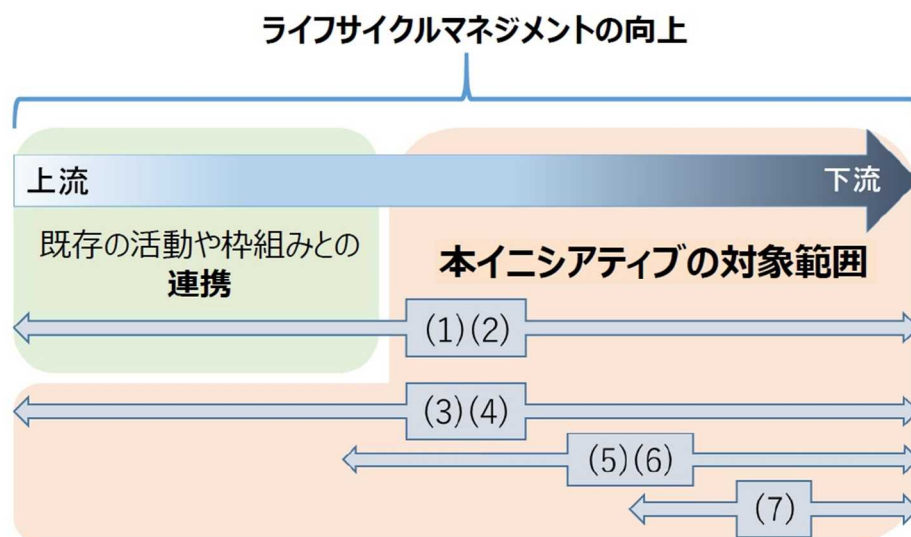 ライフサイクルマネジメントの向上
上流
下流
既存の活動や枠組みとの
連携
本イニシアティブの対象範囲
(1)(2)
(3)(4)
(5)(6)
(7)